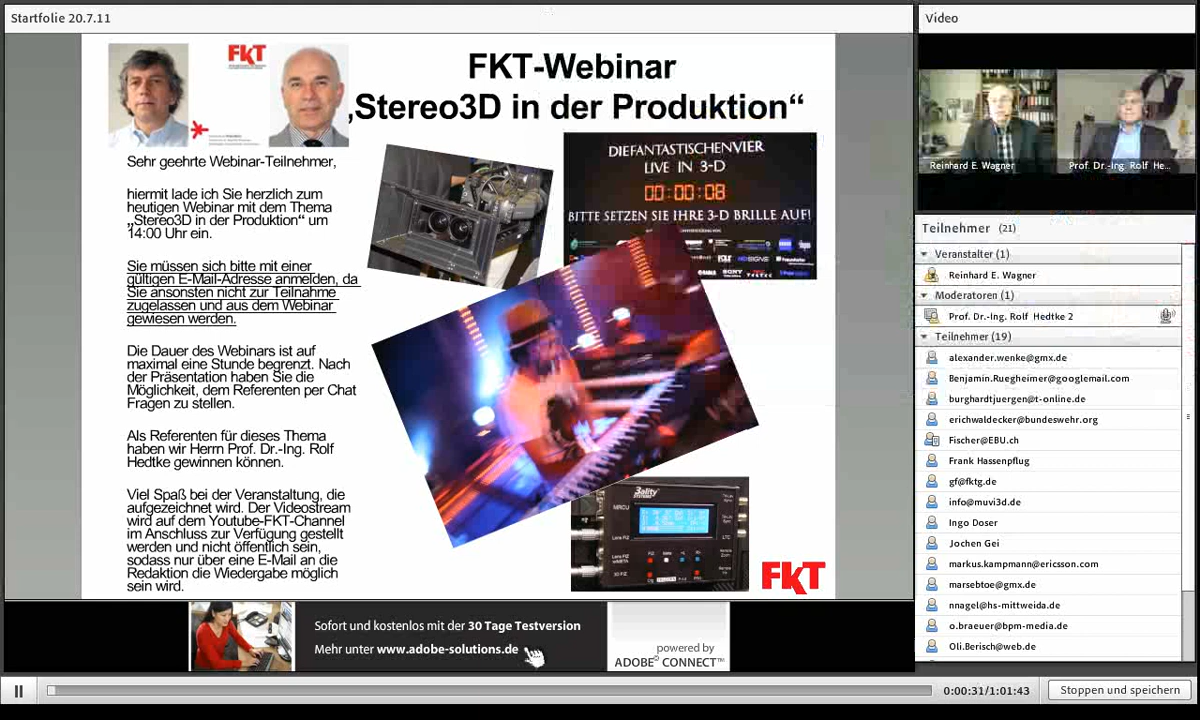 Startfolie 20.7.11
FKT
FKT-Webinar
„Stereo3D in der Produktion“
Sehr geehrte Webinar-Teilnehmer,
hiermit lade ich Sie herzlich zum
heutigen Webinar mit dem Thema
„Stereo3D in der Produktion“ um
14:00 Uhr ein.
Sie müssen sich bitte mit einer
gültigen E-Mail-Adresse anmelden, da
Sie ansonsten nicht zur Teilnahme
zugelassen und aus dem Webinar
gewiesen werden.
Die Dauer des Webinars ist auf
maximal eine Stunde begrenzt. Nach
der Präsentation haben Sie die
Möglichkeit, dem Referenten per Chat
Fragen zu stellen.
Als Referenten für dieses Thema
haben wir Herrn Prof. Dr.-Ing. Rolf
Hedtke gewinnen können.
Viel Spaß bei der Veranstaltung, die
aufgezeichnet wird. Der Videostream
wird auf dem Youtube-FKT-Channel
im Anschluss zur Verfügung gestellt
werden und nicht öffentlich sein,
sodass nur über eine E-Mail an die
Redaktion die Wiedergabe möglich
sein wird.
DIEFANTASTISCHENVIER
LIVE IN 3-D
00:00:08
BITTE SETZEN SIE IHRE 3-D BRILLE AUF!
SONY
3ality
MRCU
LTC
FKT
Sofort und kostenlos mit der 30 Tage Testversion
Mehr unter www.adobe-solutions.de
powered by
ADOBE® CONNECT™
Video
Reinhard E. Wagner
Prof. Dr.-Ing. Rolf He...
Teilnehmer (21)
Veranstalter (1)
Reinhard E. Wagner
Moderatoren (1)
Prof. Dr.-Ing. Rolf Hedtke 2
Teilnehmer (19)
alexander.wenke@gmx.de
Benjamin.Ruegheimer@googlemail.com
burghardtjuergen@t-online.de
erichwaldecker@bundeswehr.org
Fischer@EBU.ch
Frank Hassenpflug
gf@fktg.de
info@muvi3d.de
Ingo Doser
Jochen Gei
markus.kampmann@ericsson.com
marsebtoe@gmx.de
nnagel@hs-mittweida.de
o.braeuer@bpm-media.de
Oli.Berisch@web.de
0:00:31/1:01:43
Stoppen und speichern